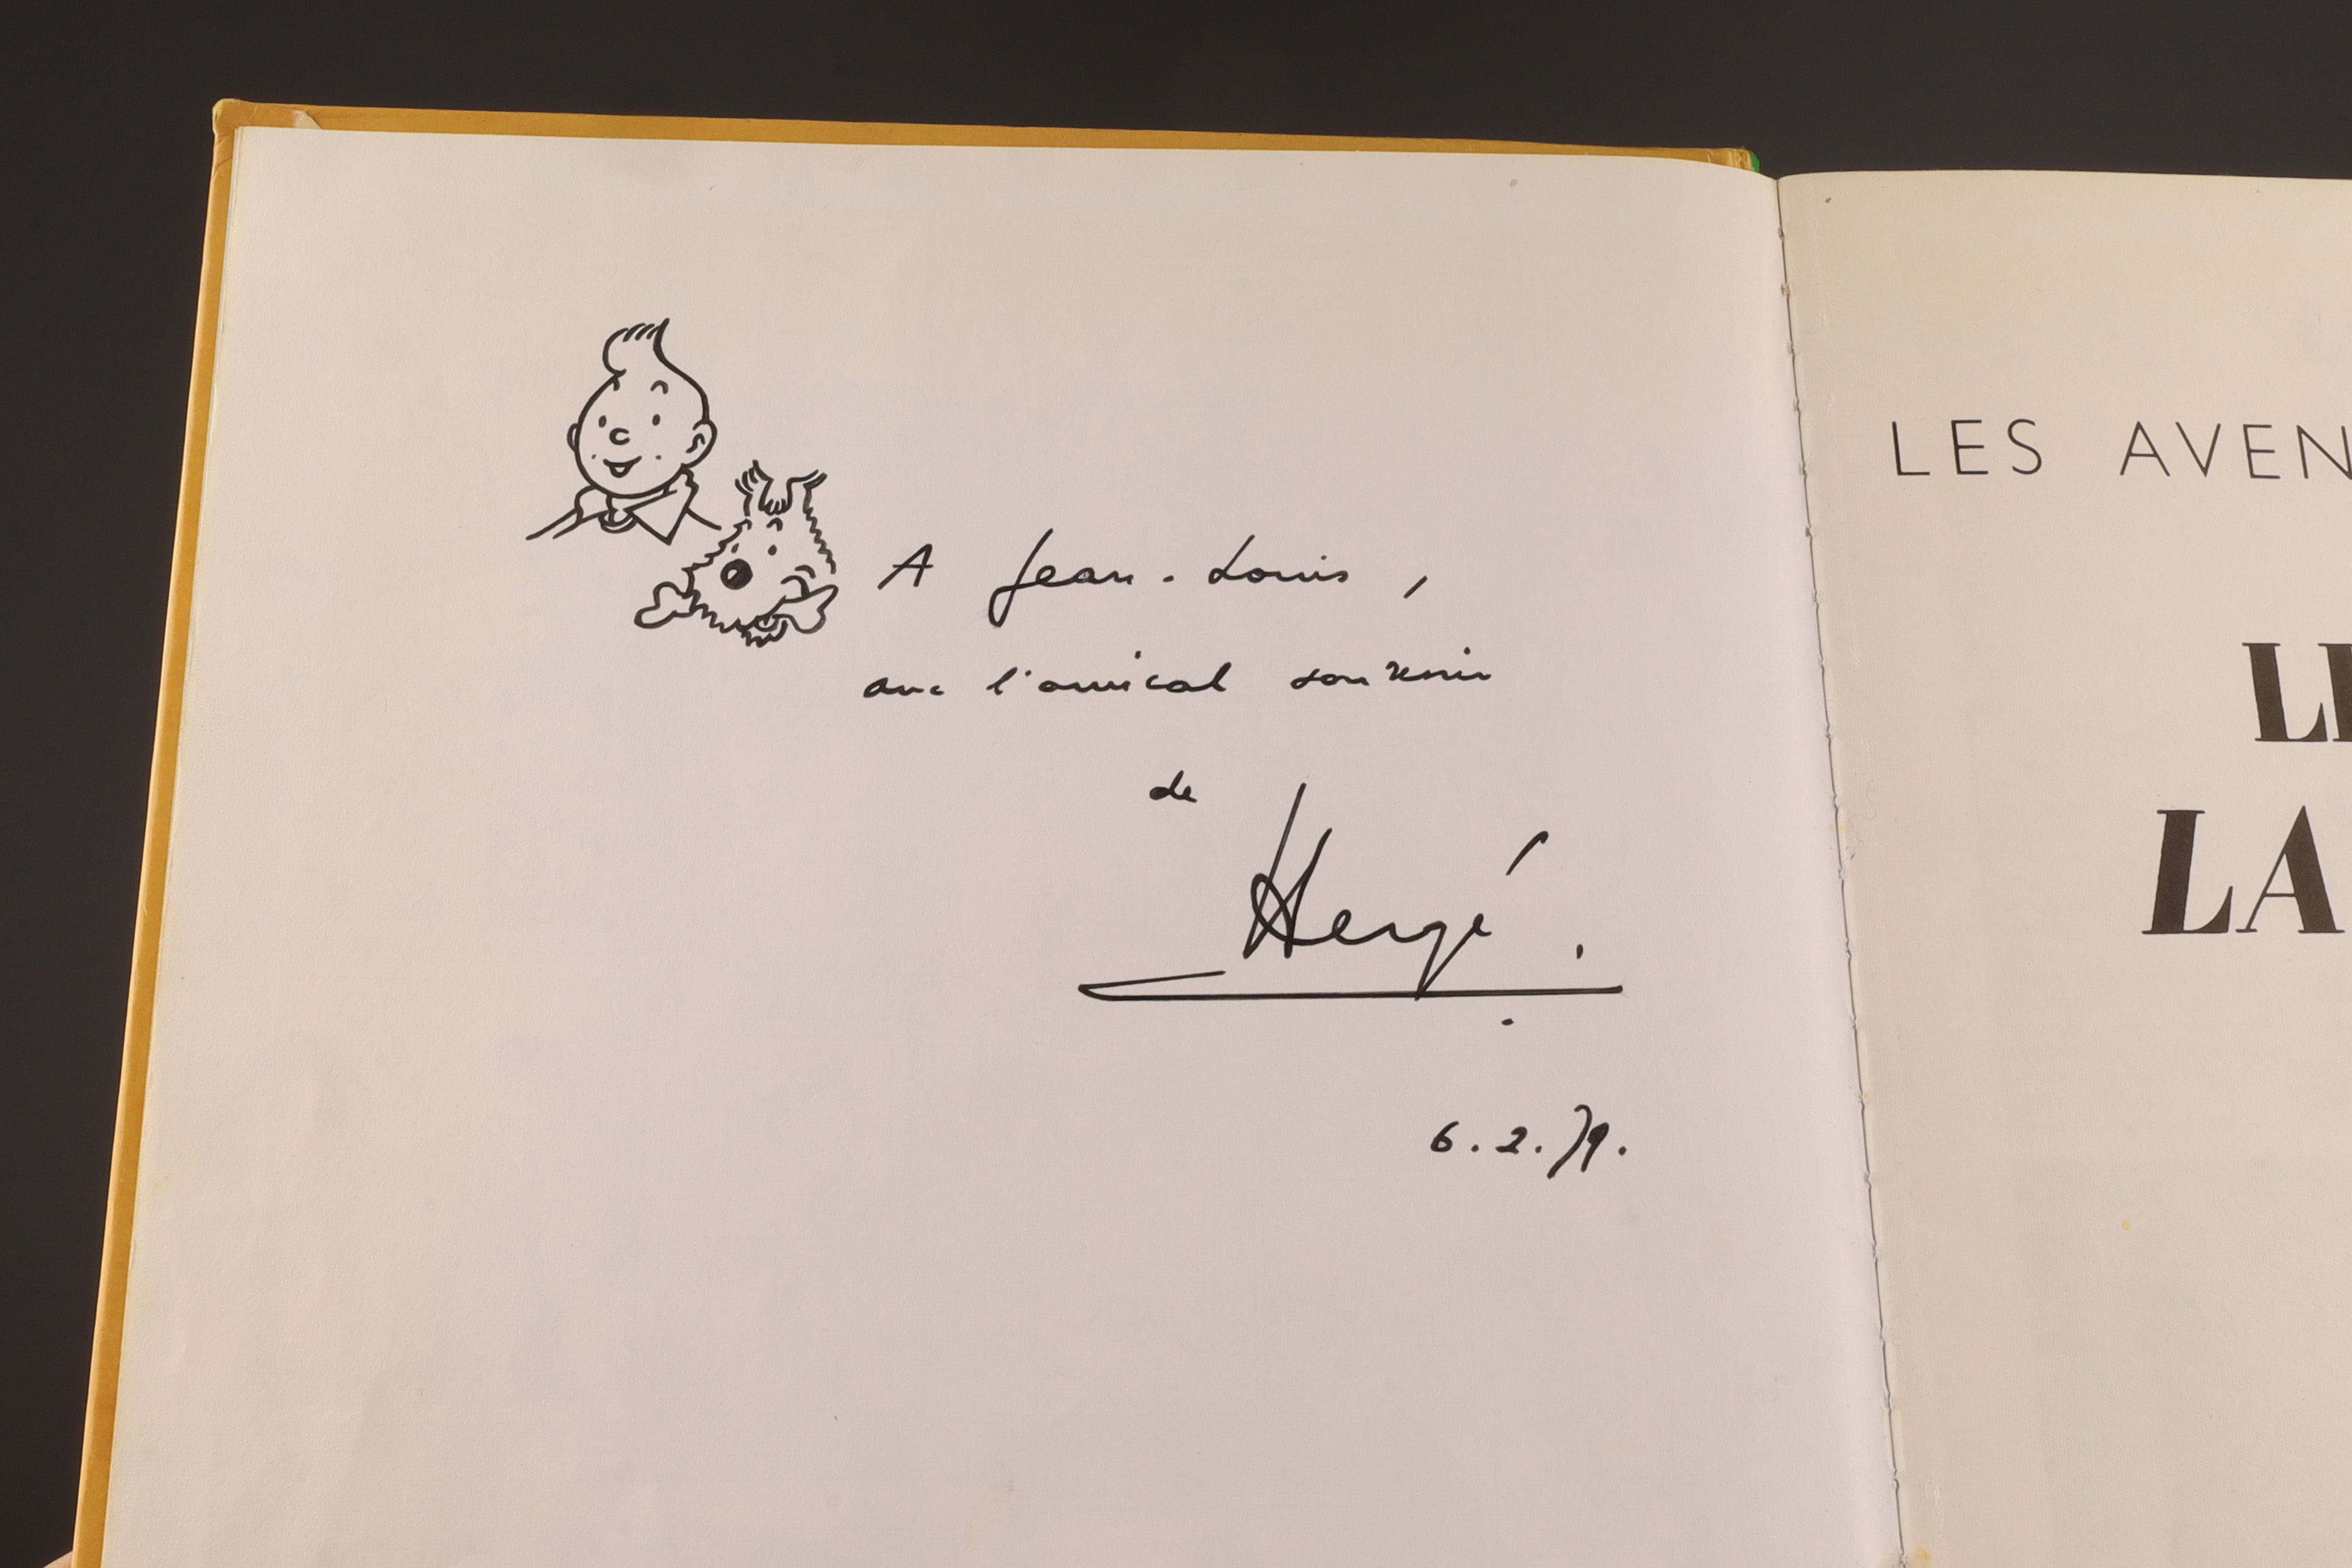 A Jean-Louis,
avec l'amical souvenir
de
Hergé.
6.2.79.
LES AVEN
LE
LA